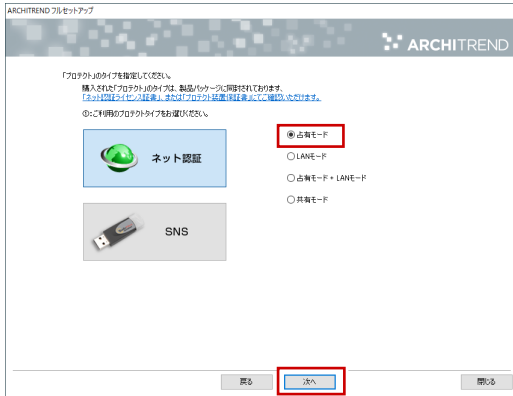 ARCHITREND フルセットアップ
ARCHITREND
「プロテクト」のタイプを指定してください。
購入された「プロテクト」のタイプは、製品パッケージに同封されております、
「ネット認証ライセンス証書」、または「プロテクト装置保証書」にてご確認いただけます。
①:ご利用のプロテクトタイプをお選びください。
ネット認証
SNS
占有モード
LANモード
占有モード + LANモード
共有モード
戻る
次へ
閉じる